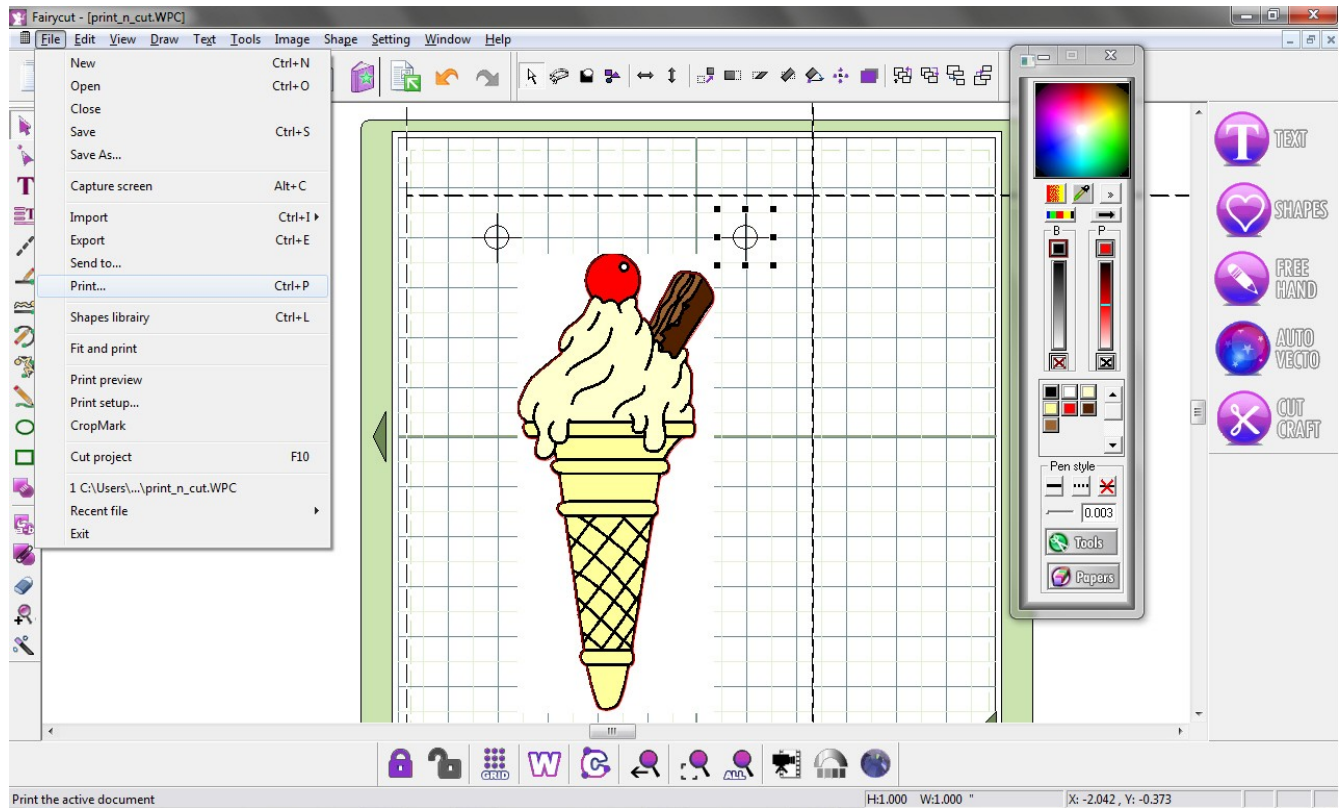 Fairycut - [print_n_cut.WPC]
File Edit View Draw Text Tools Image Shape Setting Window Help
New Ctrl+N
Open Ctrl+O
Close
Save Ctrl+S
Save As...
Capture screen Alt+C
Import Ctrl+I
Export Ctrl+E
Send to...
Print... Ctrl+P
Shapes librairy Ctrl+L
Fit and print
Print preview
Print setup...
CropMark
Cut project F10
1 C:\Users\...\print_n_cut.WPC
Recent file
Exit
T
T
B P
Pen style
0.003
Tools
Papers
T TEXT
SHAPES
FREE
HAND
AUTO
VECTO
CUT
CRAFT
GRID
W
C
ALL
Print the active document H:1.000 W:1.000 " X: -2.042 , Y: -0.373